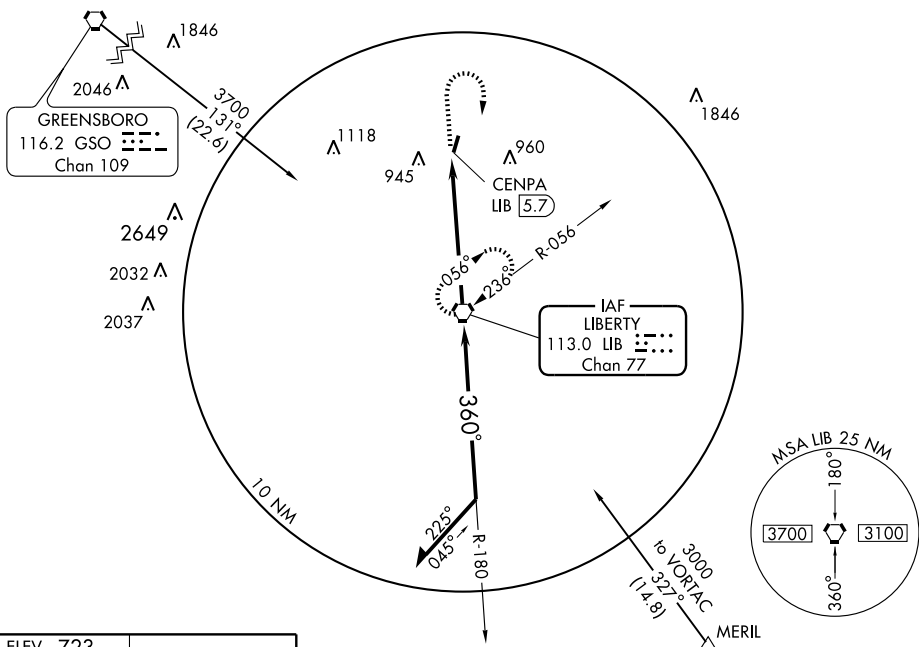 1846
2046
GREENSBORO
116.2 GSO
Chan 109
3700
131°
(22.6)
1118
945
960
1846
CENPA
LIB 5.7
2649
2032
2037
056°
236°
R-056
IAF
LIBERTY
113.0 LIB
Chan 77
360°
10 NM
225°
045°
R-180
3000
to VORTAC
327°
(14.8)
MERIL
MSA LIB 25 NM
180°
3700
3100
360°
ELEV 723